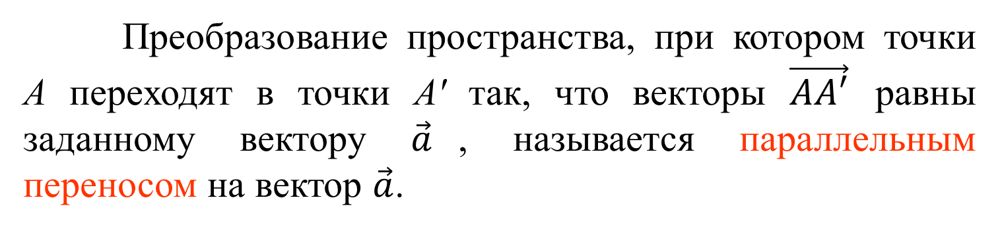 Преобразование пространства, при котором точки
A переходят в точки A' так, что векторы $\overrightarrow{AA'}$ равны
заданному вектору $\vec{a}$ , называется параллельным
переносом на вектор $\vec{a}$.